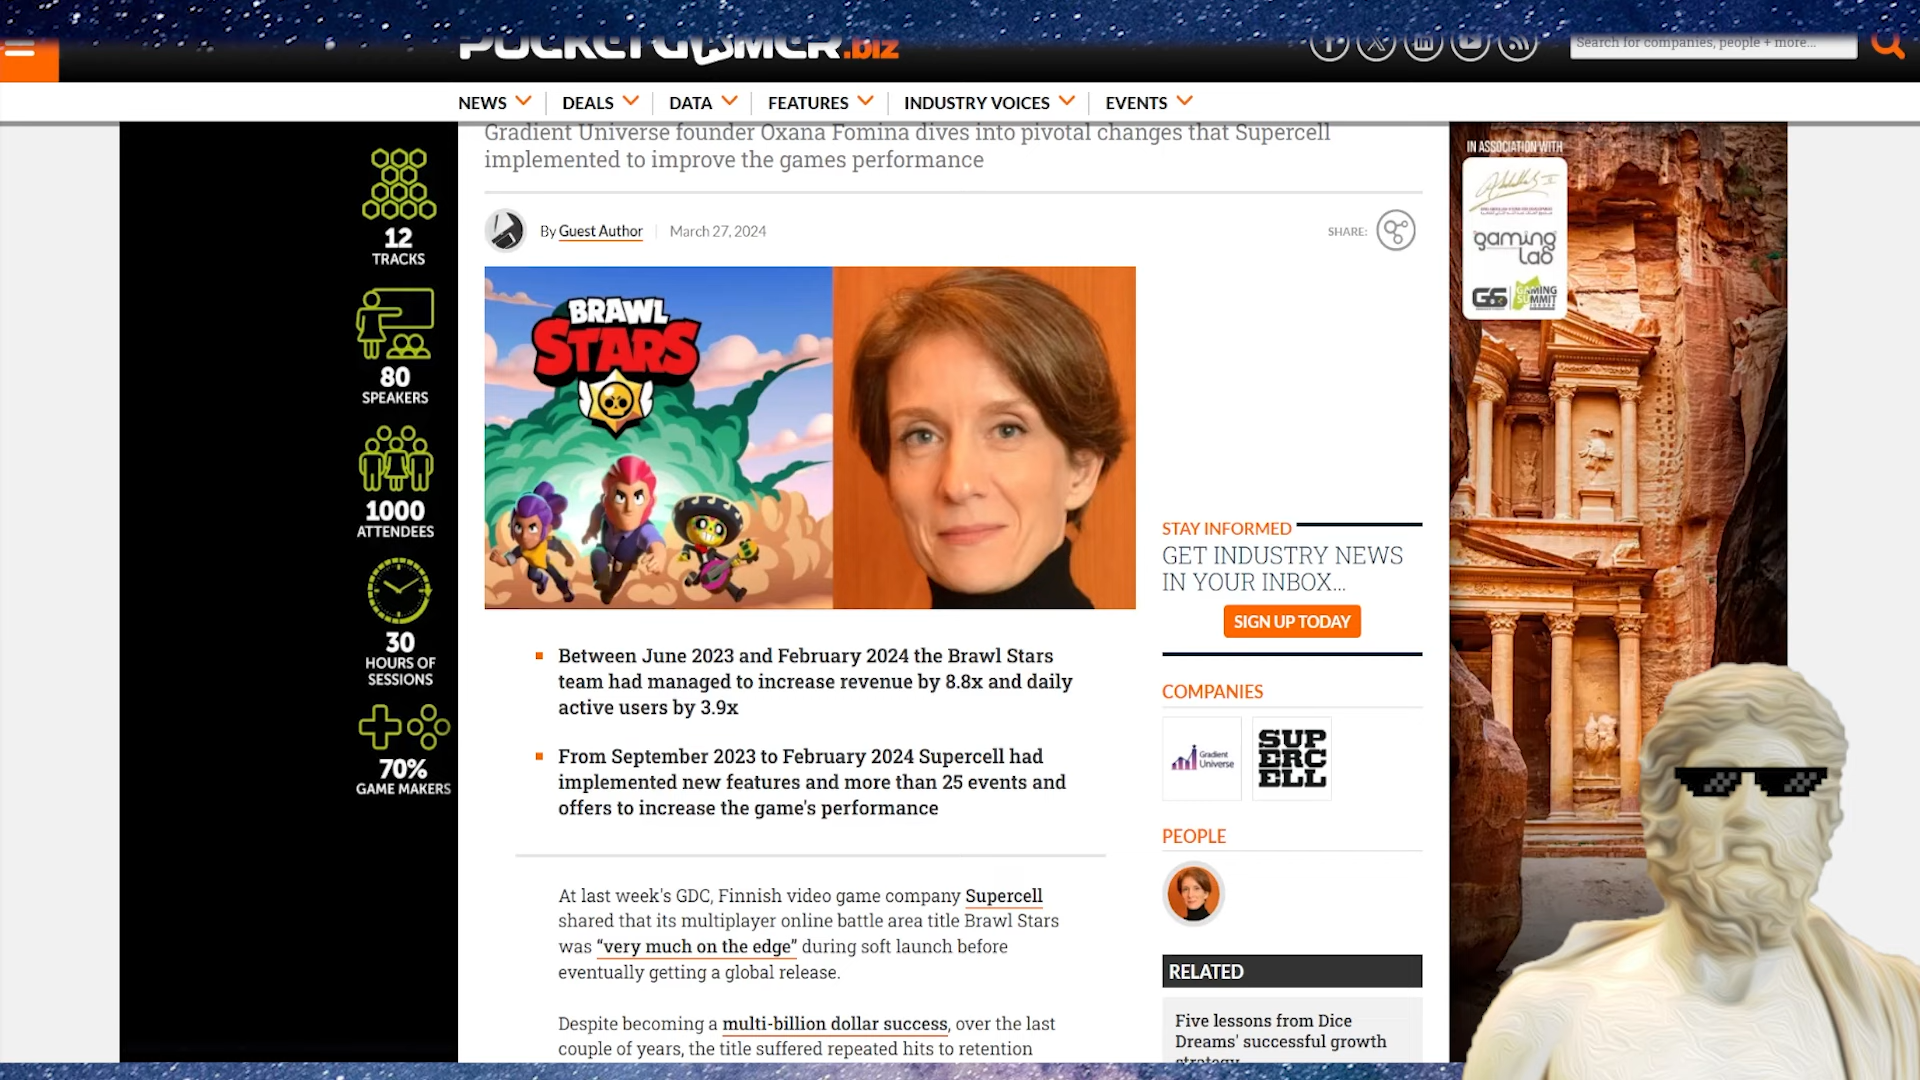 POCKETGAMER.biz
Search for companies, people + more...
NEWS
DEALS
DATA
FEATURES
INDUSTRY VOICES
EVENTS
Gradient Universe founder Oxana Fomina dives into pivotal changes that Supercell
implemented to improve the games performance
By Guest Author
March 27, 2024
SHARE:
12
TRACKS
80
SPEAKERS
1000
ATTENDEES
30
HOURS OF
SESSIONS
70%
GAME MAKERS
BRAWL
STARS
Between June 2023 and February 2024 the Brawl Stars
team had managed to increase revenue by 8.8x and daily
active users by 3.9x
From September 2023 to February 2024 Supercell had
implemented new features and more than 25 events and
offers to increase the game's performance
At last week's GDC, Finnish video game company Supercell
shared that its multiplayer online battle area title Brawl Stars
was “very much on the edge” during soft launch before
eventually getting a global release.
Despite becoming a multi-billion dollar success, over the last
couple of years, the title suffered repeated hits to retention
STAY INFORMED
GET INDUSTRY NEWS
IN YOUR INBOX...
SIGN UP TODAY
COMPANIES
Gradient
Universe
SUP
ERC
ELL
PEOPLE
RELATED
Five lessons from Dice
Dreams' successful growth
strategy
IN ASSOCIATION WITH
gaming
lab
GS
GAMING
SUMMIT